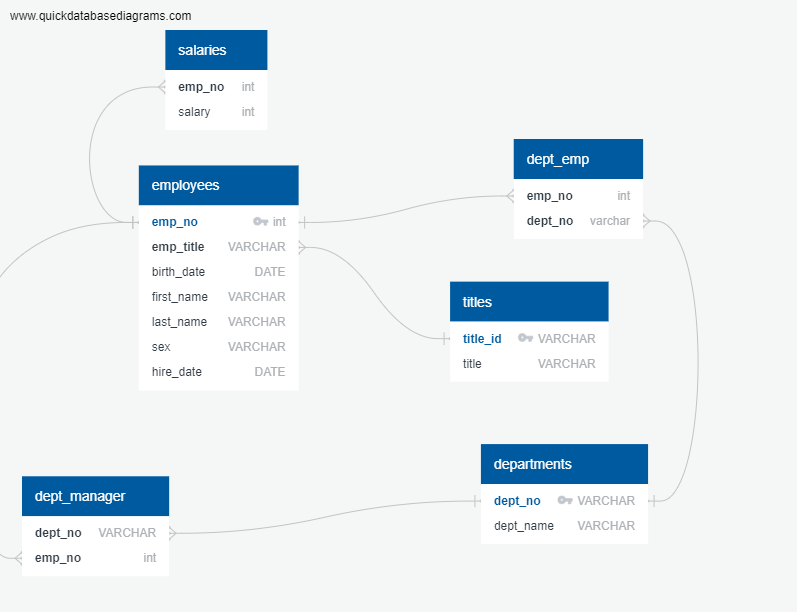 www.quickdatabasediagrams.com
salaries
emp_no int
salary int
employees
emp_no int
emp_title VARCHAR
birth_date DATE
first_name VARCHAR
last_name VARCHAR
sex VARCHAR
hire_date DATE
dept_emp
emp_no int
dept_no varchar
titles
title_id VARCHAR
title VARCHAR
departments
dept_no VARCHAR
dept_name VARCHAR
dept_manager
dept_no VARCHAR
emp_no int